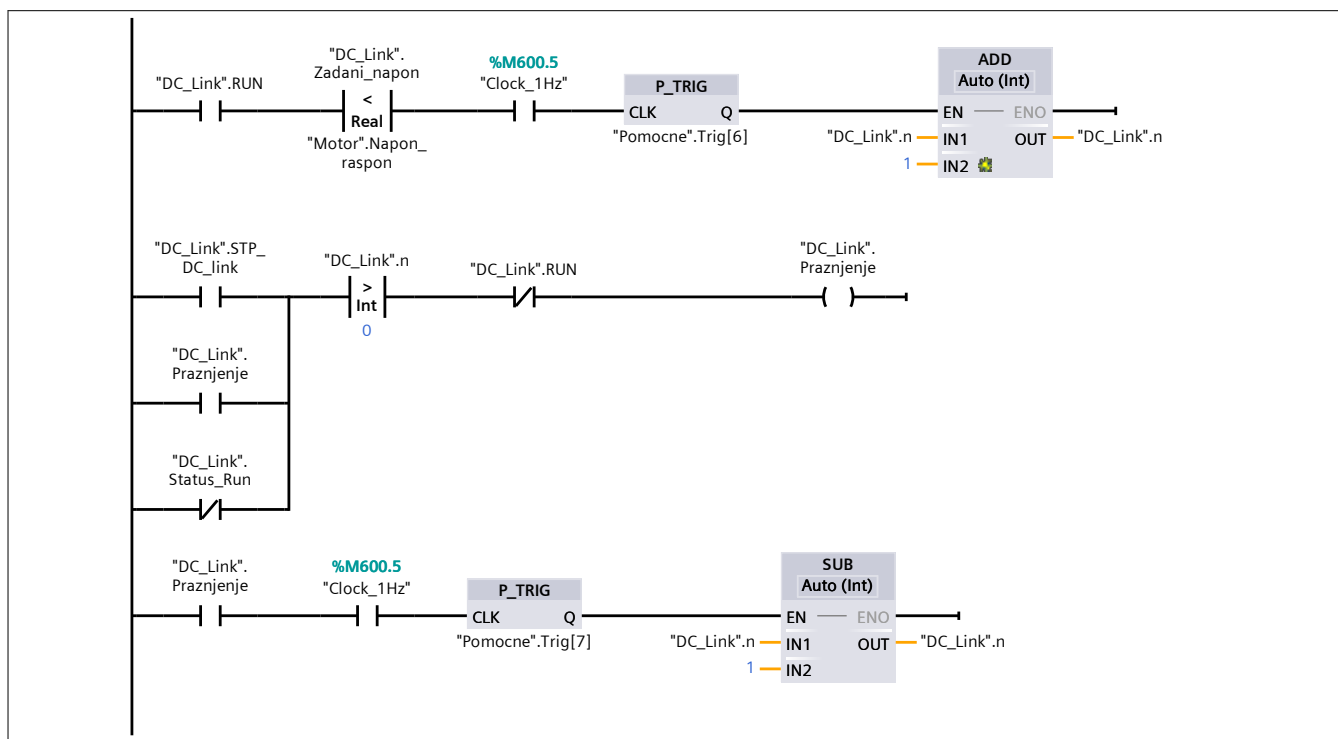 "DC_Link".RUN
"DC_Link".
Zadani_napon
<
Real
"Motor".Napon_
raspon
%M600.5
"Clock_1Hz"
P_TRIG
CLK Q
"Pomocne".Trig[6]
ADD
Auto (Int)
EN ENO
"DC_Link".n IN1 OUT "DC_Link".n
1 IN2
"DC_Link".STP_
DC_link
"DC_Link".n
>
Int
0
"DC_Link".RUN
"DC_Link".
Praznjenje
"DC_Link".
Praznjenje
"DC_Link".
Status_Run
"DC_Link".
Praznjenje
%M600.5
"Clock_1Hz"
P_TRIG
CLK Q
"Pomocne".Trig[7]
SUB
Auto (Int)
EN ENO
"DC_Link".n IN1 OUT "DC_Link".n
1 IN2